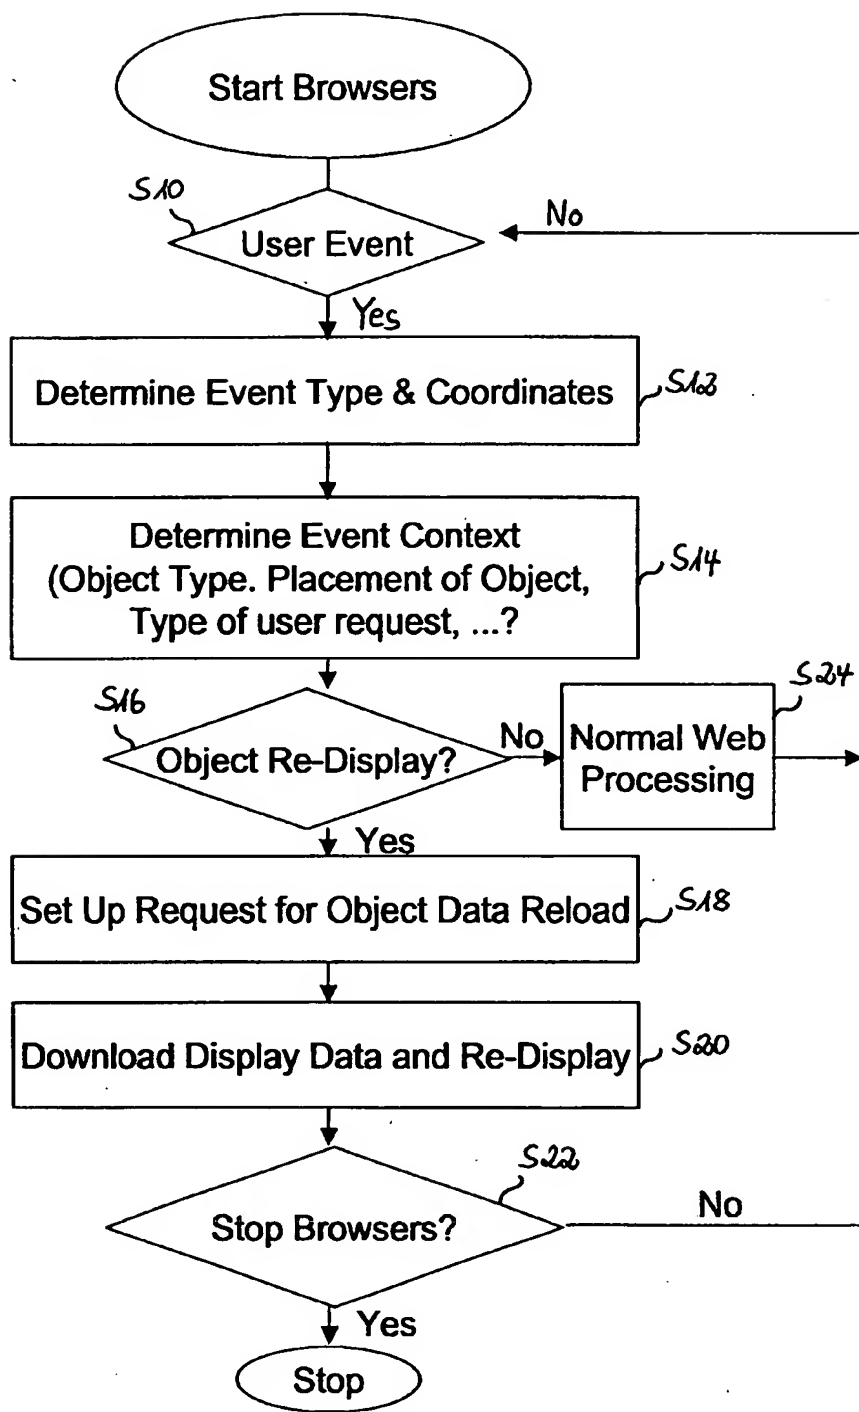 Start Browsers
S10
No
User Event
Yes
Determine Event Type & Coordinates
S12
Determine Event Context
(Object Type. Placement of Object,
Type of user request, ...?
S14
S16
S24
Object Re-Display?
No
Normal Web
Processing
Yes
Set Up Request for Object Data Reload
S18
Download Display Data and Re-Display
S20
S22
Stop Browsers?
No
Yes
Stop